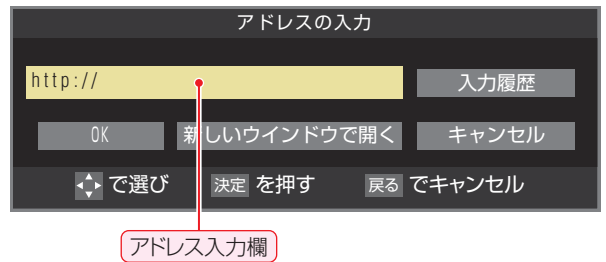 アドレスの入力
http://
入力履歴
OK 新しいウインドウで開く キャンセル
で選び 決定 を押す 戻る でキャンセル
アドレス入力欄